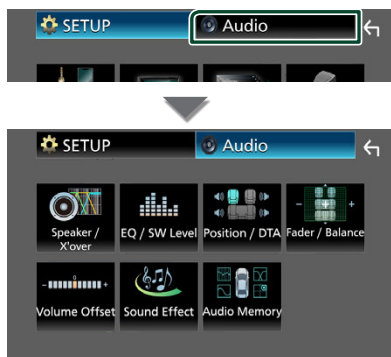 SETUP
Audio
SETUP
Audio
Speaker /
X'over
EQ / SW Level
Position / DTA
Fader / Balance
Volume Offset
Sound Effect
Audio Memory